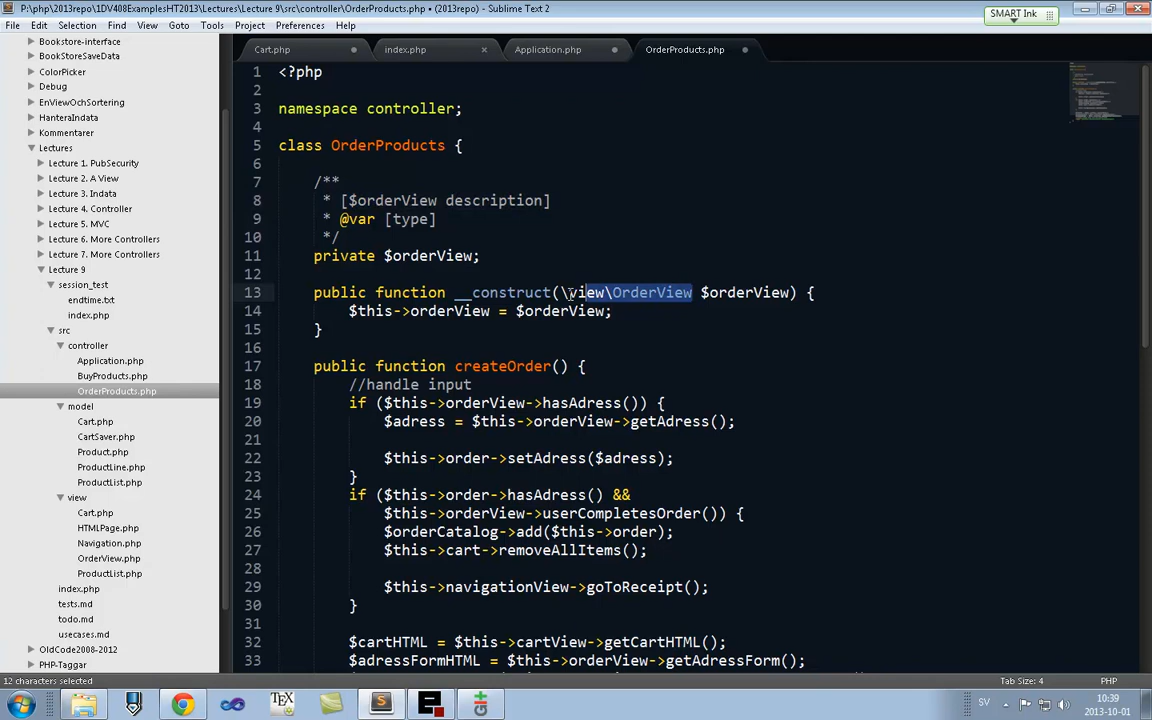 P:\php\2013repo\1DV408ExamplesHT2013\Lectures\Lecture 9\src\controller\OrderProducts.php • (2013repo) - Sublime Text 2
SMART Ink
File Edit Find View Goto Tools Project Preferences Help
Cart.php index.php Application.php OrderProducts.php
Bookstore-interface
BookStoreSaveData
ColorPicker
Debug
EnViewOchSortering
HanteraIndata
Kommentarer
Lectures
Lecture 1. PubSecurity
Lecture 2. A View
Lecture 3. Indata
Lecture 4. Controller
Lecture 5. MVC
Lecture 6. More Controllers
Lecture 7. More Controllers
Lecture 9
session_test
endtime.txt
index.php
src
controller
Application.php
BuyProducts.php
OrderProducts.php
model
Cart.php
CartSaver.php
Product.php
ProductLine.php
ProductList.php
view
Cart.php
HTMLPage.php
Navigation.php
OrderView.php
ProductList.php
index.php
tests.md
todo.md
usecases.md
OldCode2008-2012
PHP-Taggar
1 <?php
2
3 namespace controller;
4
5 class OrderProducts {
6
7 /**
8 * [$orderView description]
9 * @var [type]
10 */
11 private $orderView;
12
13 public function __construct(\view\OrderView $orderView) {
14 $this->orderView = $orderView;
15 }
16
17 public function createOrder() {
18 //handle input
19 if ($this->orderView->hasAdress()) {
20 $adress = $this->orderView->getAdress();
21
22 $this->order->setAdress($adress);
23 }
24 if ($this->order->hasAdress() &&
25 $this->orderView->userCompletesOrder()) {
26 $orderCatalog->add($this->order);
27 $this->cart->removeAllItems();
28
29 $this->navigationView->goToReceipt();
30 }
31
32 $cartHTML = $this->cartView->getCartHTML();
33 $adressFormHTML = $this->orderView->getAdressForm();
12 characters selected
Tab Size: 4 PHP
SV
10:39
2013-10-01